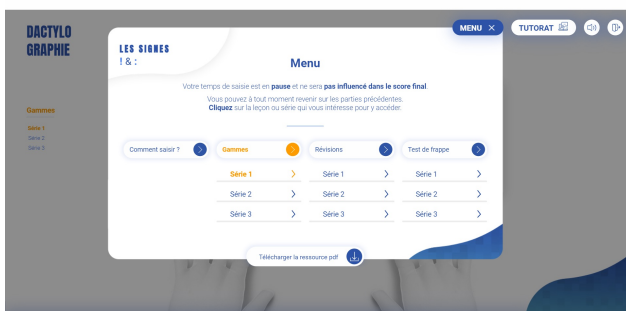 DACTYLO
GRAPHIE
Gammes
Série 1
Série 2
Série 3
MENU ×
TUTORAT
LES SIGNES
! & :
Menu
Votre temps de saisie est en pause et ne sera pas influencé dans le score final.
Vous pouvez à tout moment revenir sur les parties précédentes.
Cliquez sur la leçon ou série qui vous intéresse pour y accéder.
Comment saisir ? Gammes Révisions Test de frappe
Série 1 Série 1 Série 1
Série 2 Série 2 Série 2
Série 3 Série 3 Série 3
Télécharger la ressource pdf